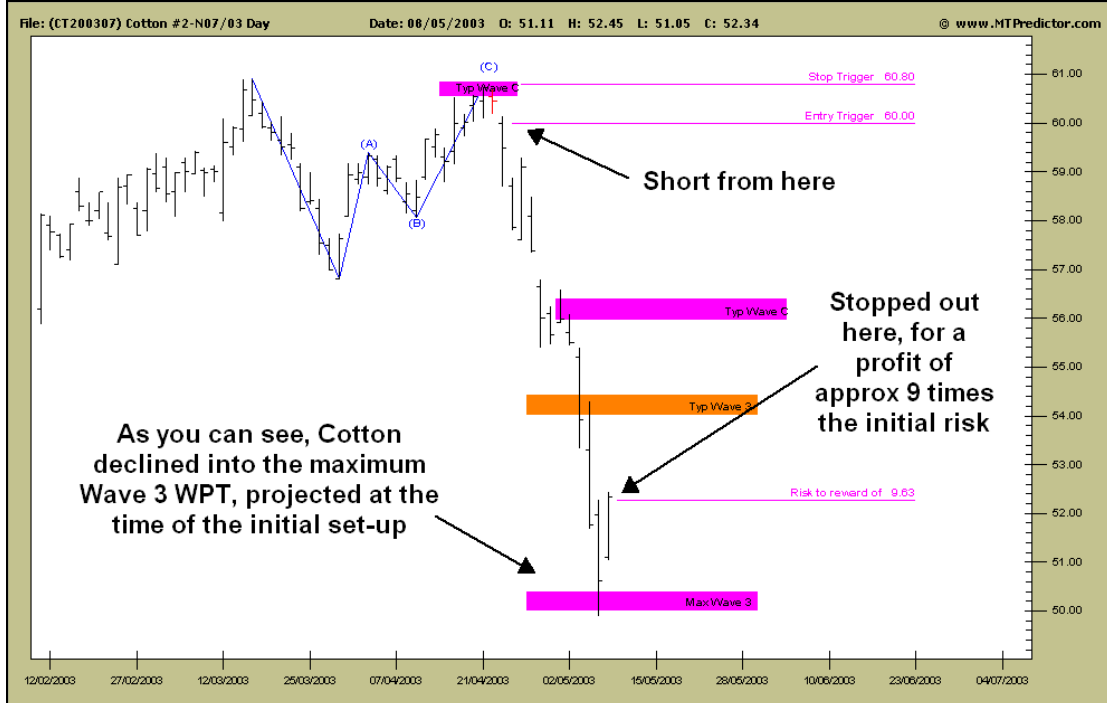 File: (CT200307) Cotton #2-N07/03 Day Date: 08/05/2003 O: 51.11 H: 52.45 L: 51.05 C: 52.34 © www.MTPredictor.com
(C)
Typ Wave C
Stop Trigger 60.80
61.00
Entry Trigger 60.00
60.00
(A)
Short from here
59.00
(B)
58.00
57.00
Typ Wave C
56.00
Stopped out
here, for a
profit of
approx 9 times
the initial risk
55.00
Typ Wave 3
54.00
As you can see, Cotton
declined into the maximum
Wave 3 WPT, projected at the
time of the initial set-up
53.00
Risk to reward of 9.63
52.00
51.00
Max Wave 3
50.00
12/02/2003 27/02/2003 12/03/2003 25/03/2003 07/04/2003 21/04/2003 02/05/2003 15/05/2003 28/05/2003 10/06/2003 23/06/2003 04/07/2003